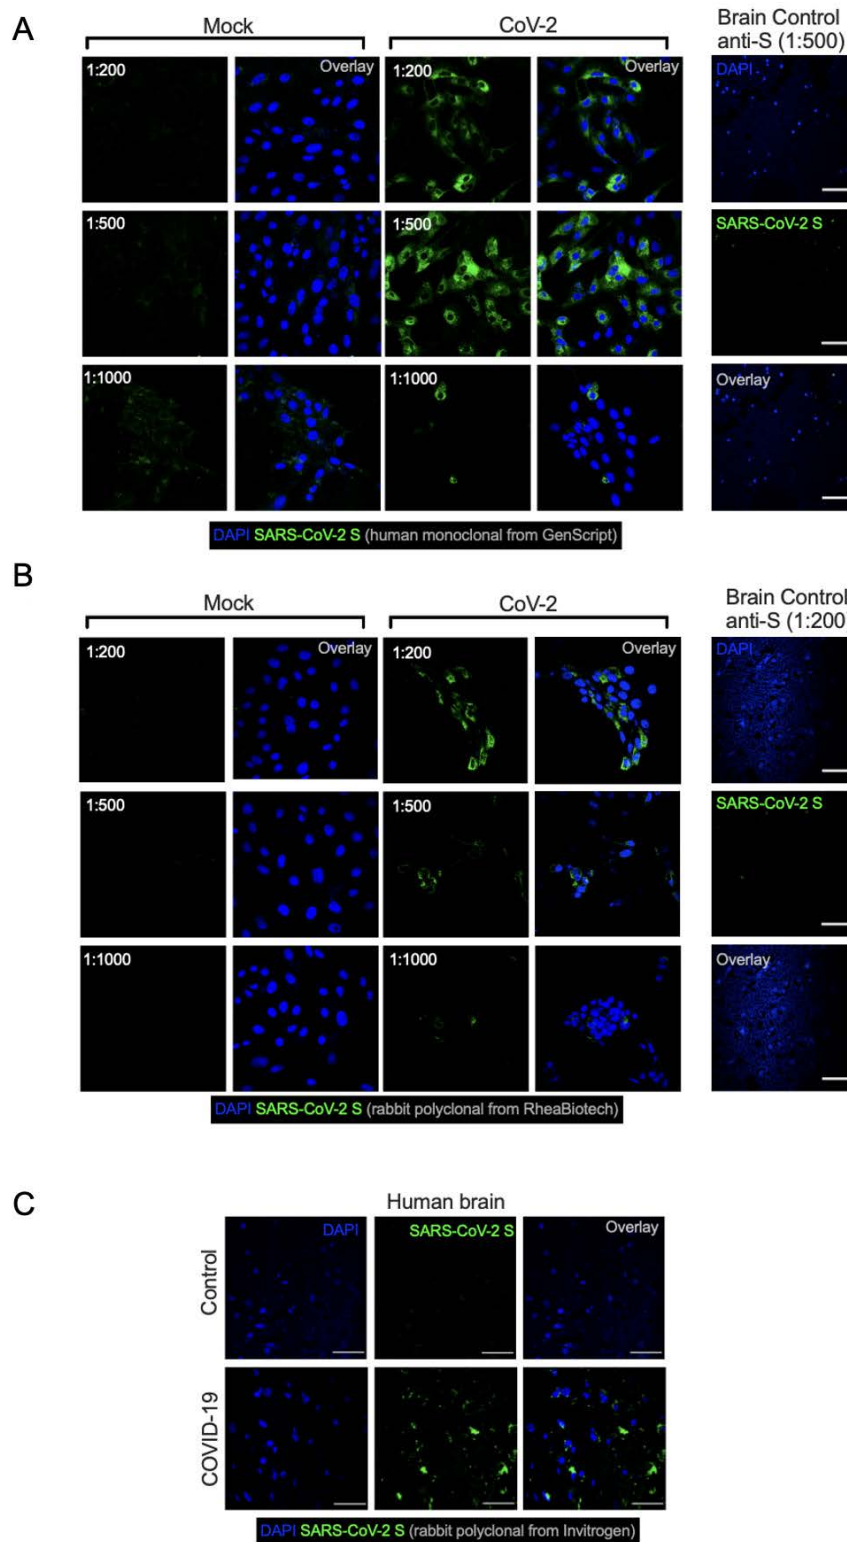 A
Mock
CoV-2
Brain Control
anti-S (1:500)
1:200
Overlay
1:200
Overlay
DAPI
1:500
1:500
SARS-CoV-2 S
1:1000
1:1000
Overlay
DAPI SARS-CoV-2 S (human monoclonal from GenScript)
B
Mock
CoV-2
Brain Control
anti-S (1:200
1:200
Overlay
1:200
Overlay
DAPI
1:500
1:500
SARS-CoV-2 S
1:1000
1:1000
Overlay
DAPI SARS-CoV-2 S (rabbit polyclonal from RheaBiotech)
C
Human brain
Control
DAPI
SARS-CoV-2 S
Overlay
COVID-19
DAPI SARS-CoV-2 S (rabbit polyclonal from Invitrogen)